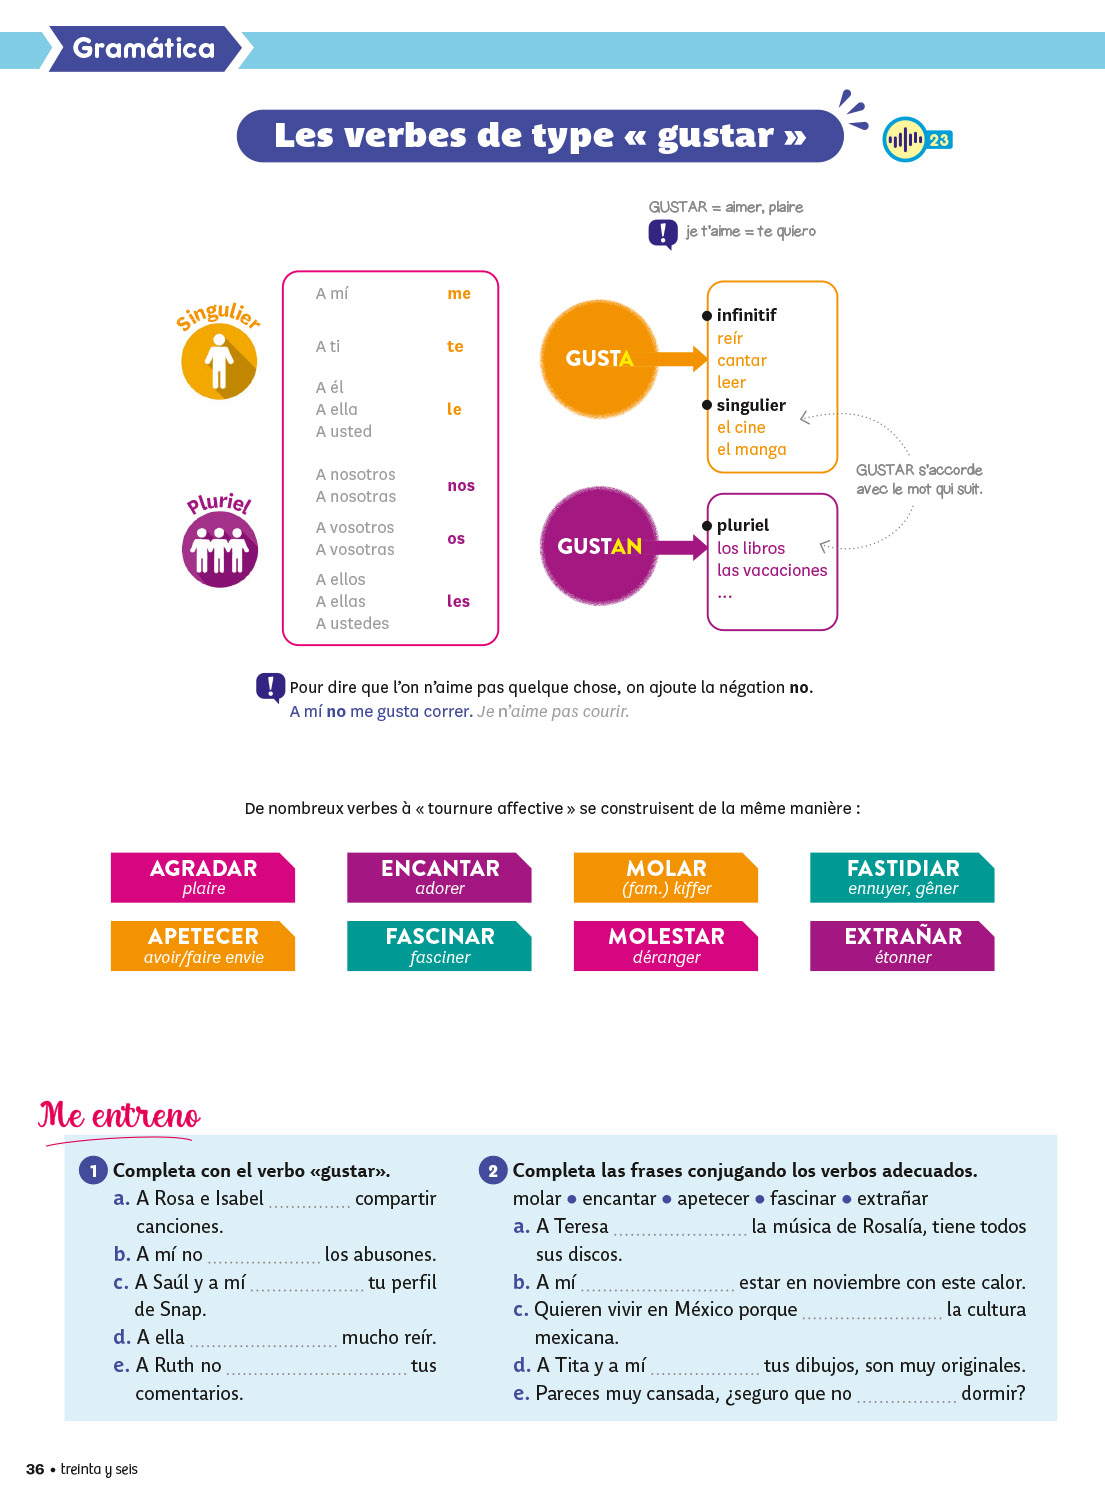 Gramática
Les verbes de type « gustar »
23
GUSTAR = aimer, plaire
! je t'aime = te quiero
Singulier
A mí me
A ti te
A él
A ella le
A usted
Pluriel
A nosotros
A nosotras nos
A vosotros
A vosotras os
A ellos
A ellas les
A ustedes
GUSTA
• infinitif
reír
cantar
leer
• singulier
el cine
el manga
GUSTAN
• pluriel
los libros
las vacaciones
...
GUSTAR s'accorde
avec le mot qui suit.
! Pour dire que l'on n'aime pas quelque chose, on ajoute la négation no.
A mí no me gusta correr. Je n'aime pas courir.
De nombreux verbes à « tournure affective » se construisent de la même manière :
AGRADAR
plaire
ENCANTAR
adorer
MOLAR
(fam.) kiffer
FASTIDIAR
ennuyer, gêner
APETECER
avoir/faire envie
FASCINAR
fasciner
MOLESTAR
déranger
EXTRAÑAR
étonner
Me entreno
1 Completa con el verbo «gustar».
a. A Rosa e Isabel ............... compartir
canciones.
b. A mí no ..................... los abusones.
c. A Saúl y a mí ..................... tu perfil
de Snap.
d. A ella ........................... mucho reír.
e. A Ruth no ................................. tus
comentarios.
2 Completa las frases conjugando los verbos adecuados.
molar • encantar • apetecer • fascinar • extrañar
a. A Teresa ......................... la música de Rosalía, tiene todos
sus discos.
b. A mí ............................ estar en noviembre con este calor.
c. Quieren vivir en México porque .......................... la cultura
mexicana.
d. A Tita y a mí .................... tus dibujos, son muy originales.
e. Pareces muy cansada, ¿seguro que no .................. dormir?
36 • treinta y seis